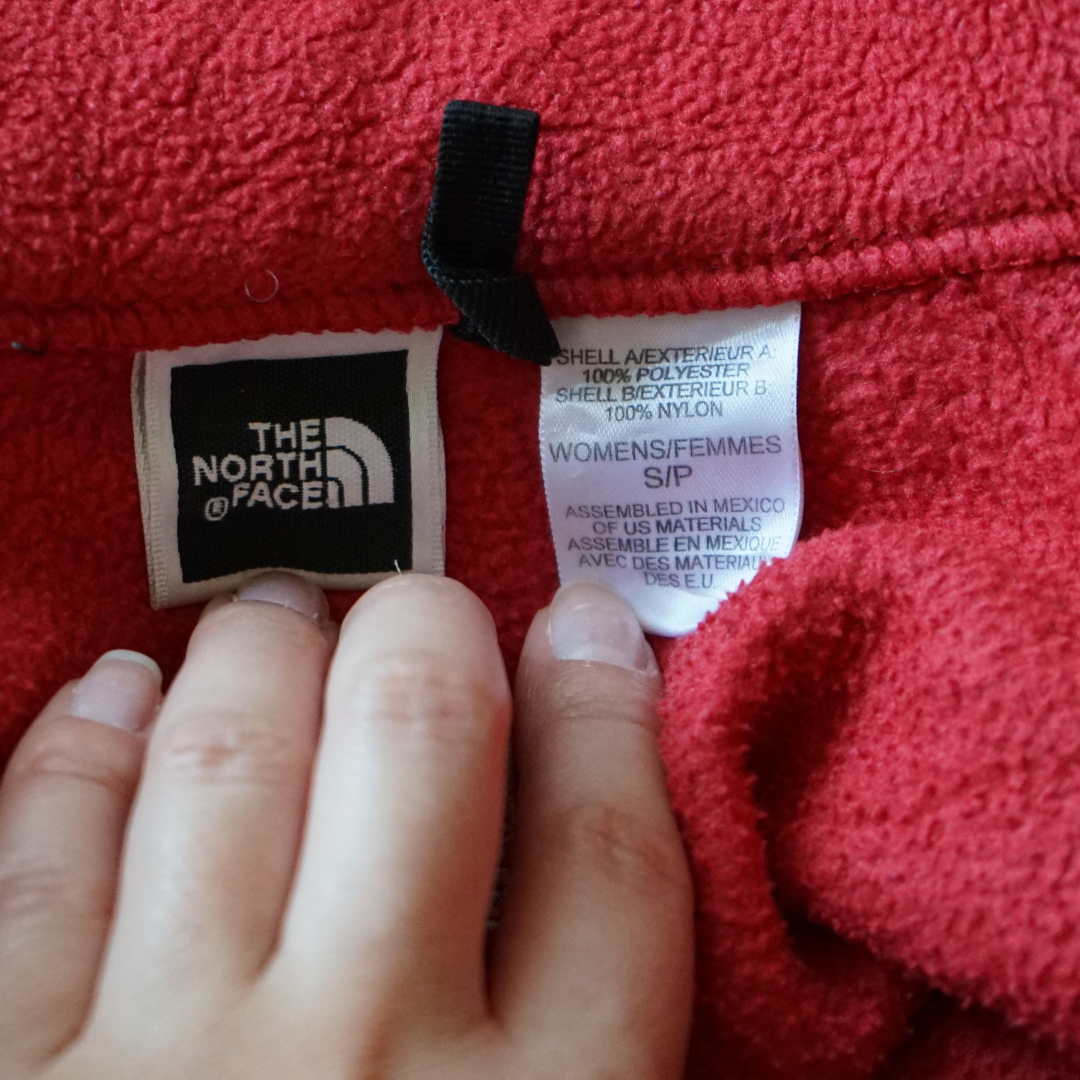 THE
NORTH
® FACE
SHELL A/EXTERIEUR A:
100% POLYESTER
SHELL B/EXTERIEUR B:
100% NYLON
WOMENS/FEMMES
S/P
ASSEMBLED IN MEXICO
OF US MATERIALS
ASSEMBLE EN MEXIQUE
AVEC DES MATERIAU
DES E.U.